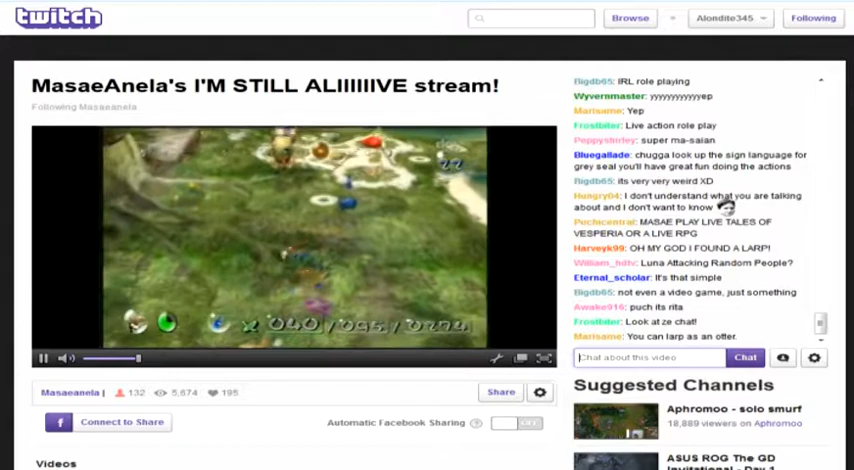 twitch
Browse
Alondite345
Following
MasaeAnela's I'M STILL ALIIIIIIVE stream!
Following Masaeanela
22
x 040/095/0274
Masaeanela |
132
5,674
195
Share
Connect to Share
Automatic Facebook Sharing
OFF
Videos
Bigdb65: IRL role playing
Wyvernmaster: yyyyyyyyyyyep
Marisame: Yep
Frostbiter: Live action role play
Peppyshirley: super ma-saian
Bluegallade: chugga look up the sign language for
grey seal you'll have great fun doing the actions
Bigdb65: its very very weird XD
Hungry04: I don't understand what you are talking
about and I don't want to know
Puchicentral: MASAE PLAY LIVE TALES OF
VESPERIA OR A LIVE RPG
Harveyk99: OH MY GOD I FOUND A LARP!
William_hdtv: Luna Attacking Random People?
Eternal_scholar: It's that simple
Bigdb65: not even a video game, just something
Awake916: puch its rita
Frostbiter: Look at ze chat!
Marisame: You can larp as an otter.
Chat about this video
Chat
Suggested Channels
Aphromoo - solo smurf
18,889 viewers on Aphromoo
ASUS ROG The GD
Invitational - Day 1